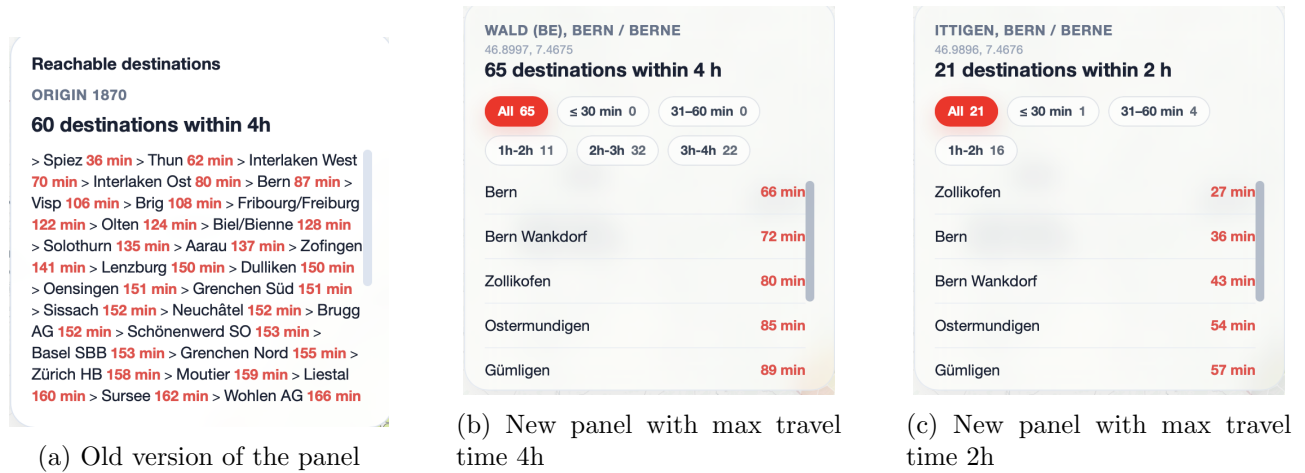 Reachable destinations
ORIGIN 1870
60 destinations within 4h
> Spiez 36 min > Thun 62 min > Interlaken West
70 min > Interlaken Ost 80 min > Bern 87 min >
Visp 106 min > Brig 108 min > Fribourg/Freiburg
122 min > Olten 124 min > Biel/Bienne 128 min
> Solothurn 135 min > Aarau 137 min > Zofingen
141 min > Lenzburg 150 min > Dulliken 150 min
> Oensingen 151 min > Grenchen Süd 151 min
> Sissach 152 min > Neuchâtel 152 min > Brugg
AG 152 min > Schönenwerd SO 153 min >
Basel SBB 153 min > Grenchen Nord 155 min >
Zürich HB 158 min > Moutier 159 min > Liestal
160 min > Sursee 162 min > Wohlen AG 166 min
(a) Old version of the panel
WALD (BE), BERN / BERNE
46.8997, 7.4675
65 destinations within 4 h
All 65 ≤ 30 min 0 31–60 min 0
1h-2h 11 2h-3h 32 3h-4h 22
Bern 66 min
Bern Wankdorf 72 min
Zollikofen 80 min
Ostermundigen 85 min
Gümligen 89 min
(b) New panel with max travel
time 4h
ITTIGEN, BERN / BERNE
46.9896, 7.4676
21 destinations within 2 h
All 21 ≤ 30 min 1 31–60 min 4
1h-2h 16
Zollikofen 27 min
Bern 36 min
Bern Wankdorf 43 min
Ostermundigen 54 min
Gümligen 57 min
(c) New panel with max travel
time 2h